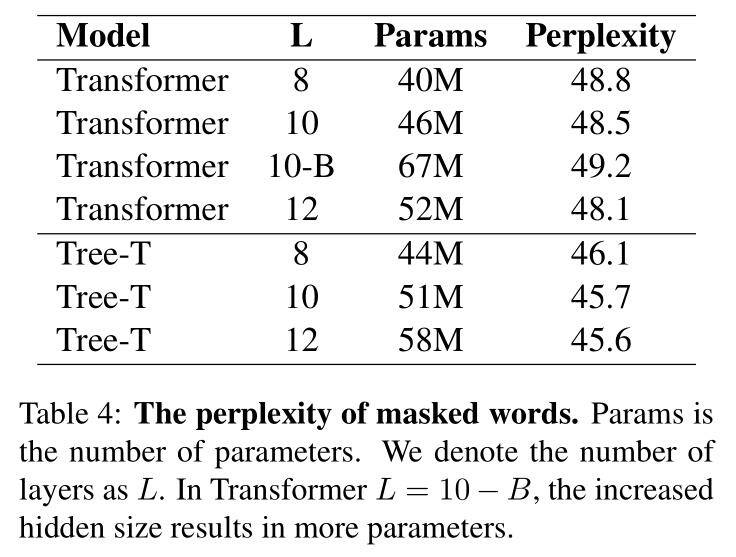 Model L Params Perplexity
Transformer 8 40M 48.8
Transformer 10 46M 48.5
Transformer 10-B 67M 49.2
Transformer 12 52M 48.1
Tree-T 8 44M 46.1
Tree-T 10 51M 45.7
Tree-T 12 58M 45.6
Table 4: The perplexity of masked words. Params is
the number of parameters. We denote the number of
layers as L. In Transformer L = 10 − B, the increased
hidden size results in more parameters.